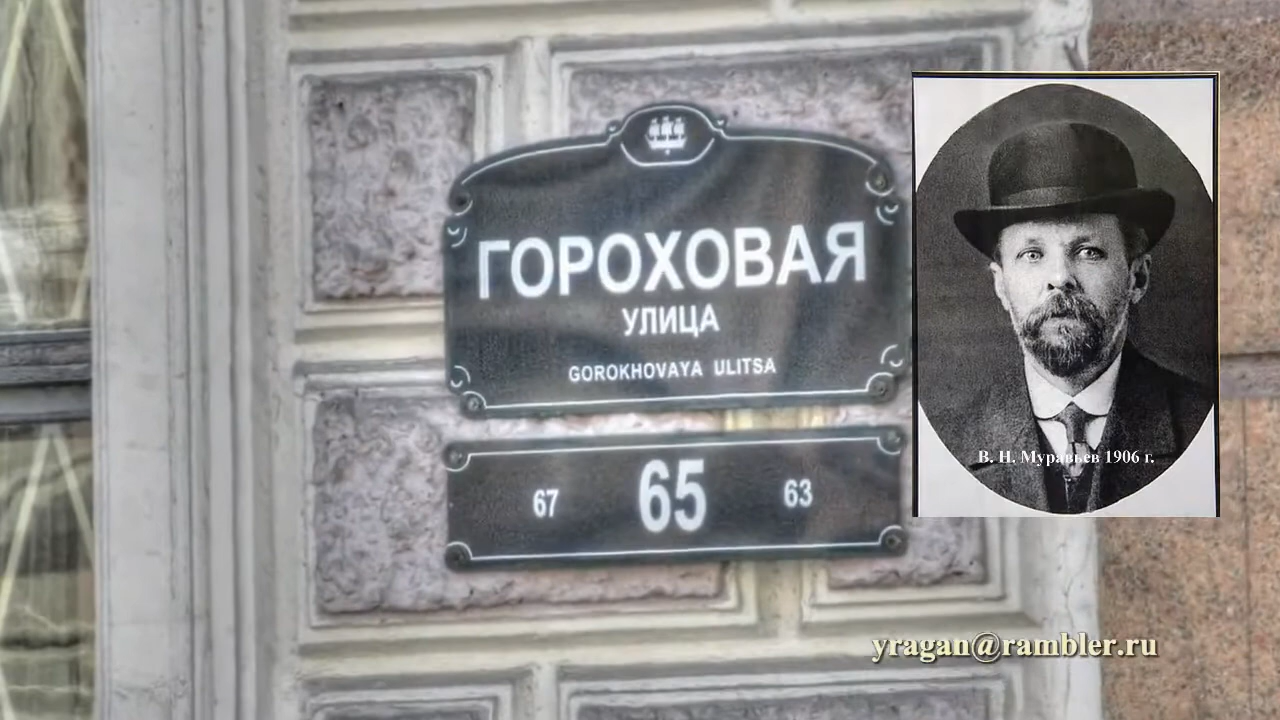 ГОРОХОВАЯ
УЛИЦА
GOROKHOVAYA ULITSA
67 65 63
В. Н. Муравьев 1906 г.
yragan@rambler.ru